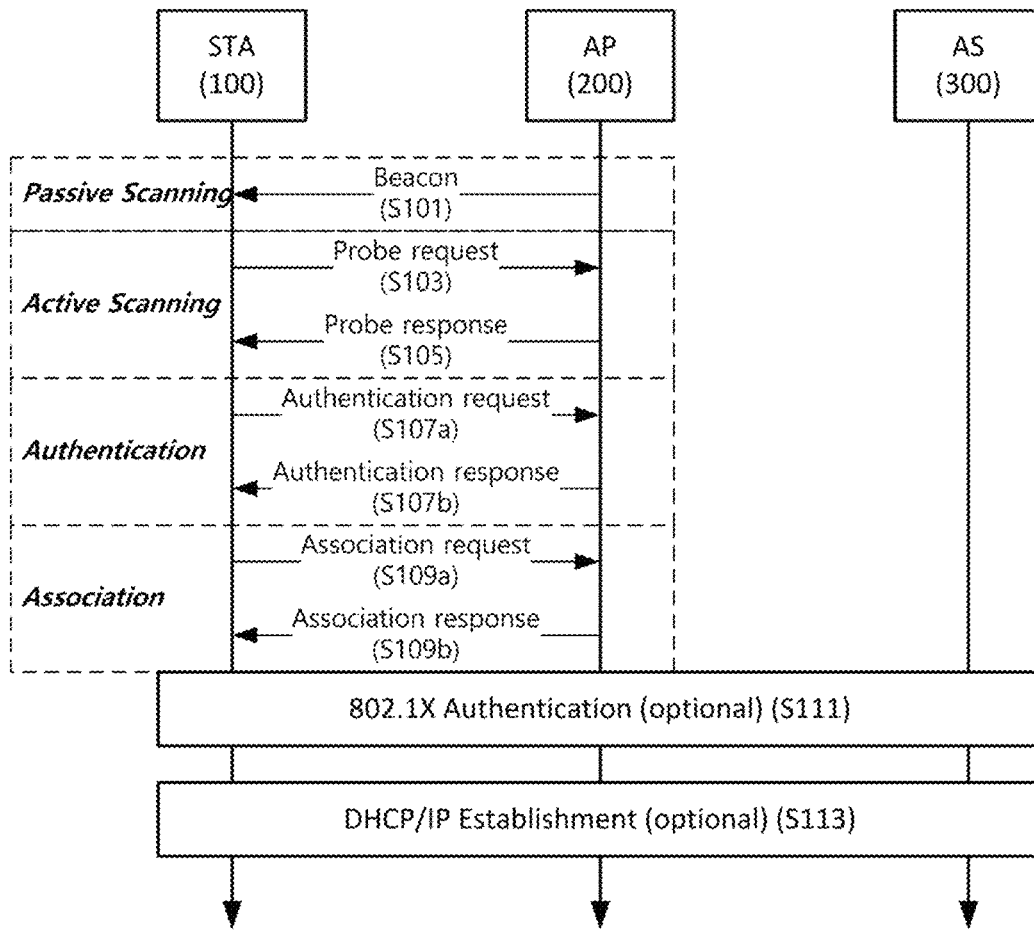 STA
(100)
AP
(200)
AS
(300)
Passive Scanning
Beacon
(S101)
Active Scanning
Probe request
(S103)
Probe response
(S105)
Authentication
Authentication request
(S107a)
Authentication response
(S107b)
Association
Association request
(S109a)
Association response
(S109b)
802.1X Authentication (optional) (S111)
DHCP/IP Establishment (optional) (S113)